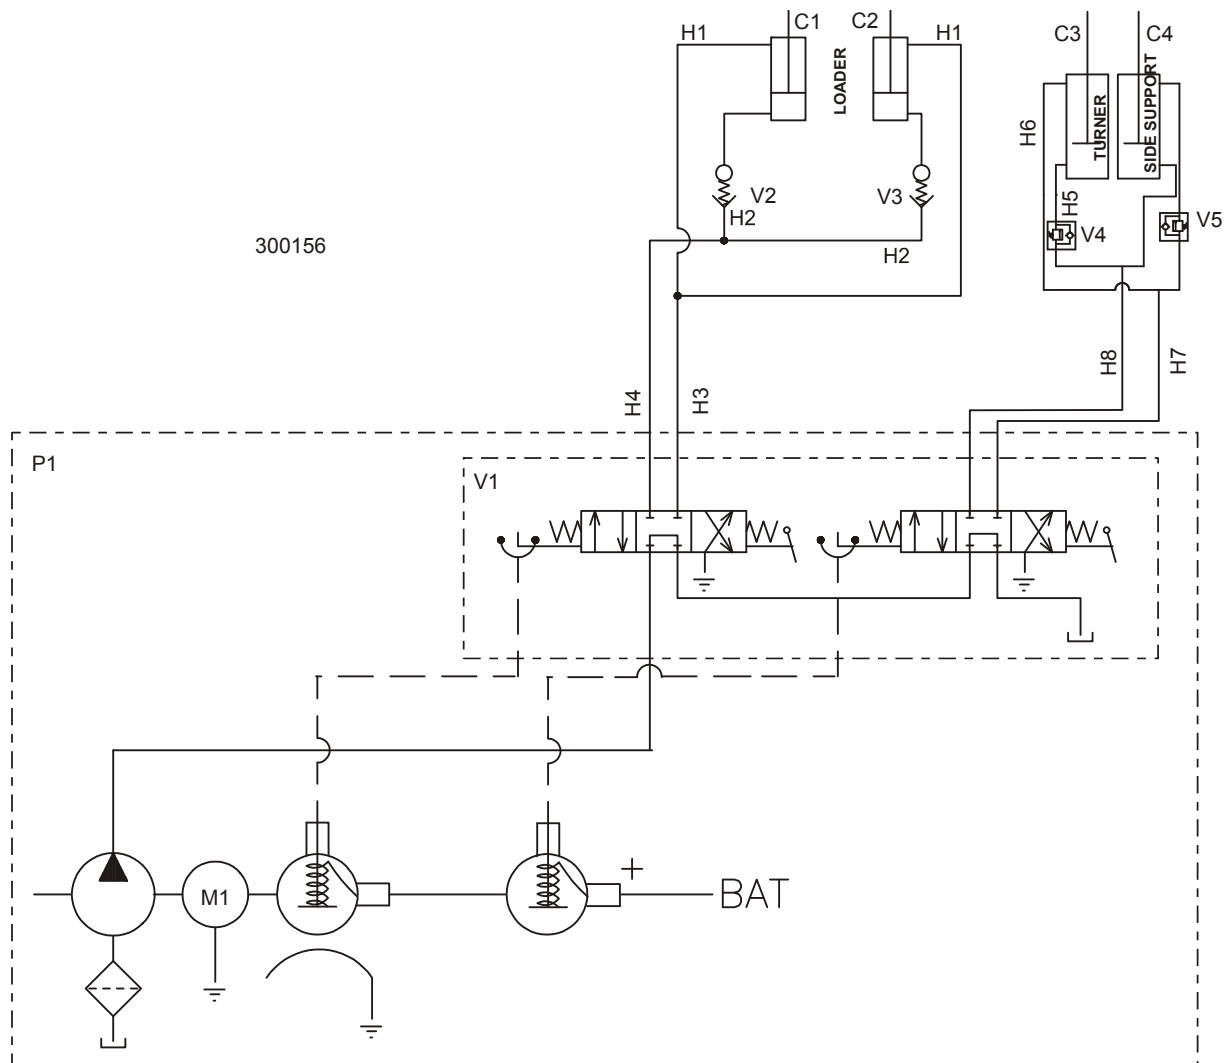 H1
C1
C2
H1
LOADER
C3
C4
TURNER
SIDE SUPPORT
H6
V2
V3
H5
H2
V4
V5
300156
H2
H4
H3
H8
H7
P1
V1
M1
+
BAT